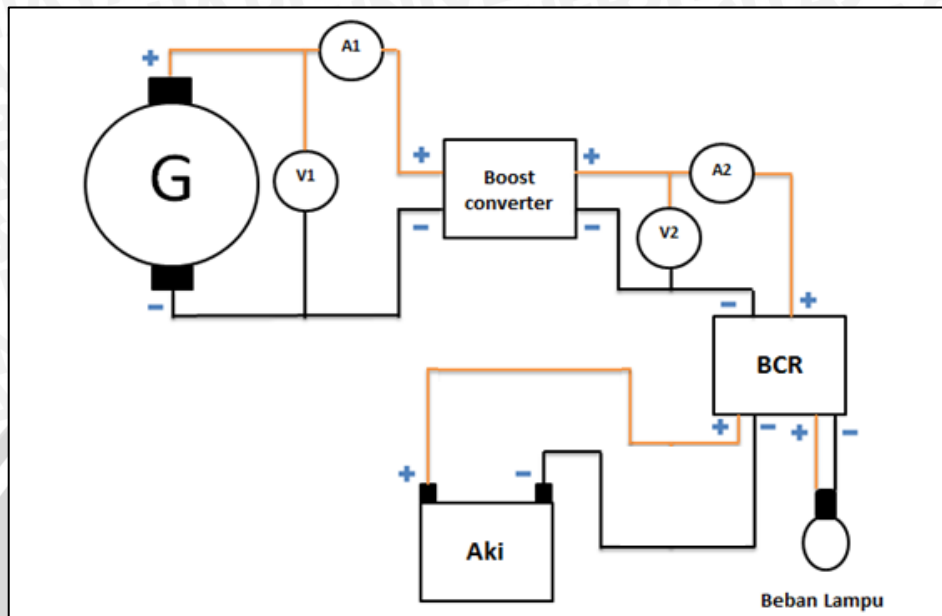 +
A1
G
V1
+
Boost
converter
+
A2
V2
−
−
−
−
+
BCR
+
−
+
−
+
−
Aki
Beban Lampu